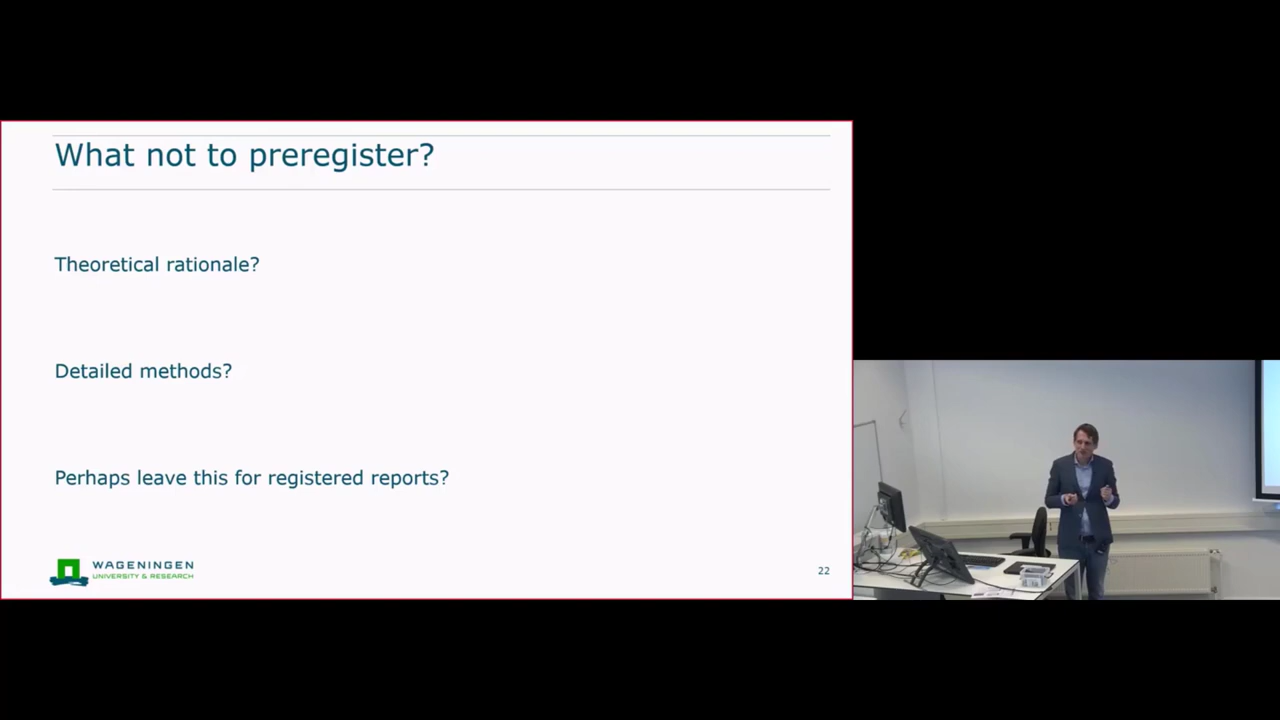 What not to preregister?
Theoretical rationale?
Detailed methods?
Perhaps leave this for registered reports?
WAGENINGEN
UNIVERSITY & RESEARCH
22